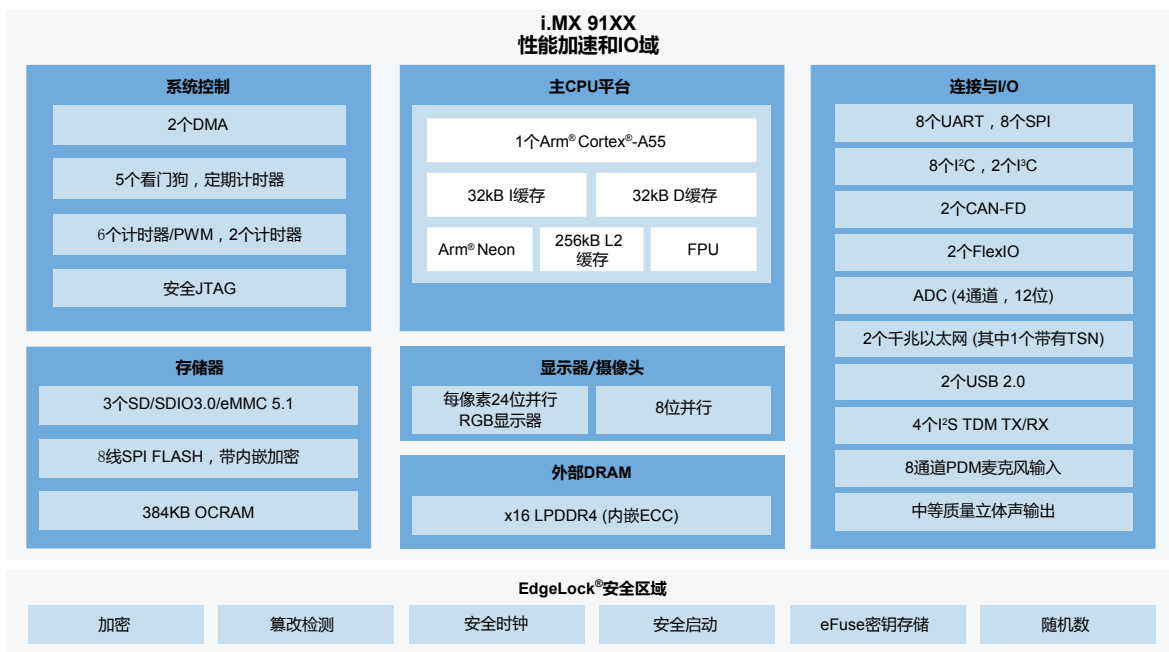 i.MX 91XX
性能加速和IO域
系统控制
2个DMA
5个看门狗，定期计时器
6个计时器/PWM，2个计时器
安全JTAG
存储器
3个SD/SDIO3.0/eMMC 5.1
8线SPI FLASH，带内嵌加密
384KB OCRAM
主CPU平台
1个Arm® Cortex®-A55
32kB I缓存
32kB D缓存
Arm® Neon
256kB L2
缓存
FPU
显示器/摄像头
每像素24位并行
RGB显示器
8位并行
外部DRAM
x16 LPDDR4 (内嵌ECC)
连接与I/O
8个UART，8个SPI
8个I²C，2个I³C
2个CAN-FD
2个FlexIO
ADC (4通道，12位)
2个千兆以太网 (其中1个带有TSN)
2个USB 2.0
4个I²S TDM TX/RX
8通道PDM麦克风输入
中等质量立体声输出
EdgeLock®安全区域
加密
篡改检测
安全时钟
安全启动
eFuse密钥存储
随机数